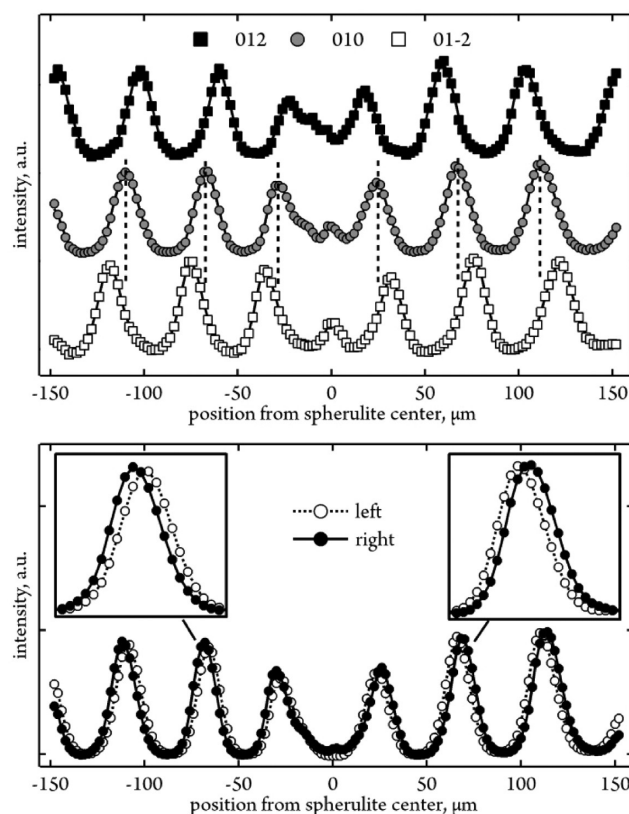 012 010 01-2
intensity, a.u.
-150 -100 -50 0 50 100 150
position from spherulite center, μm
left
right
intensity, a.u.
-150 -100 -50 0 50 100 150
position from spherulite center, μm